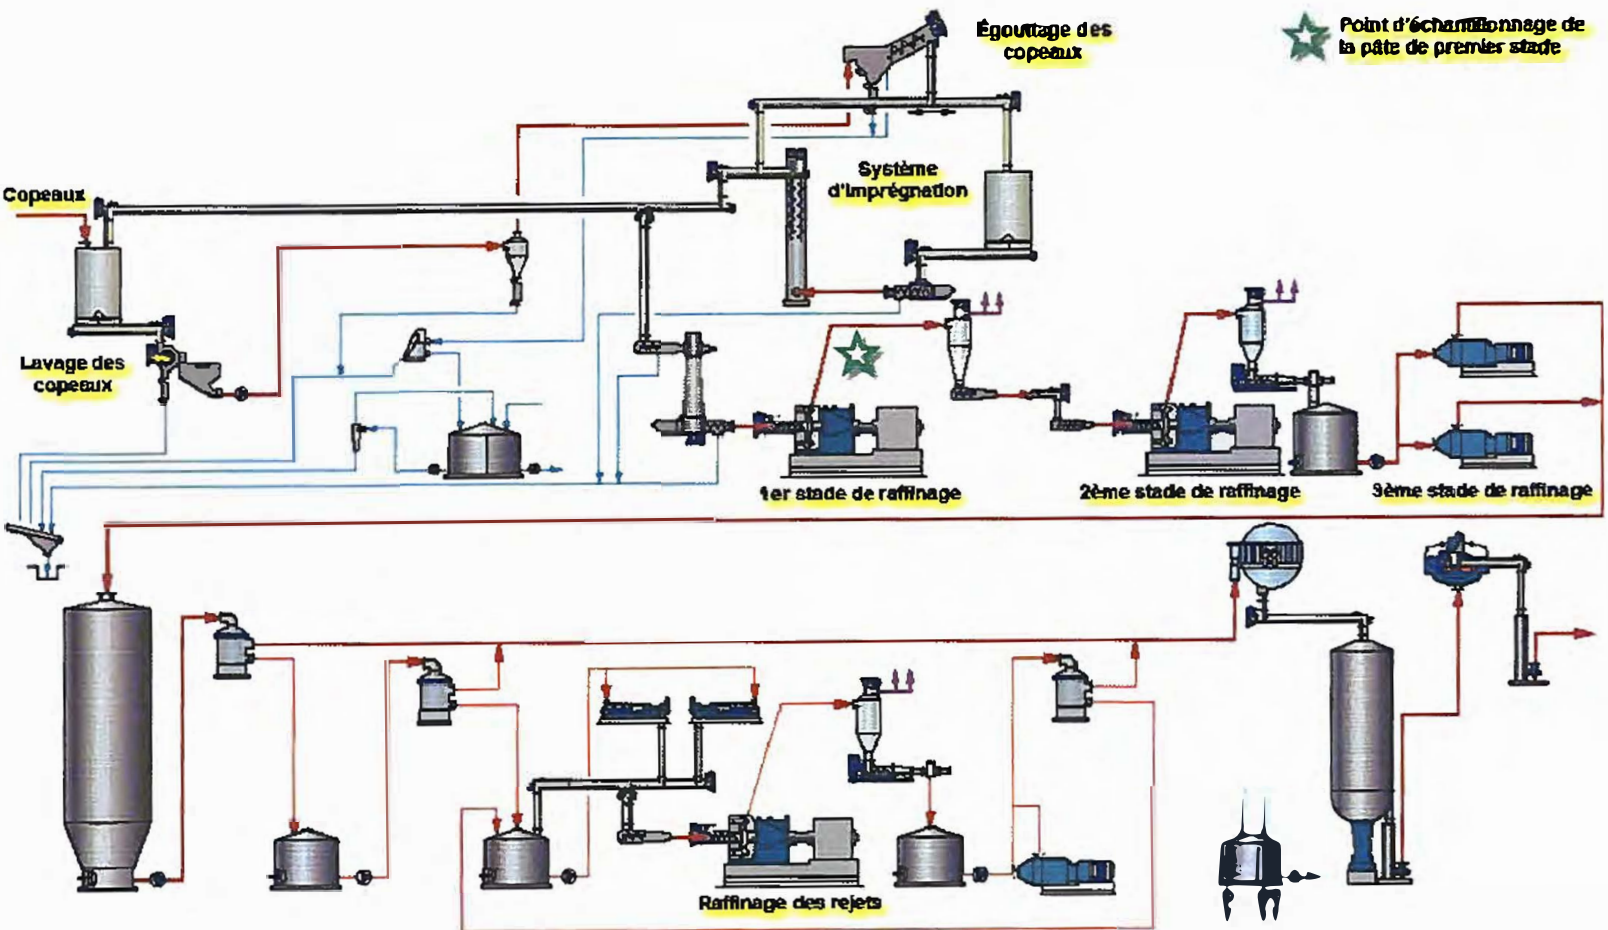 Égouttage des
copeaux
Point d'échantillonnage de
la pâte de premier stade
Système
d'imprégnation
Copeaux
Lavage des
copeaux
1er stade de raffinage
2ème stade de raffinage
3ème stade de raffinage
Raffinage des rejets